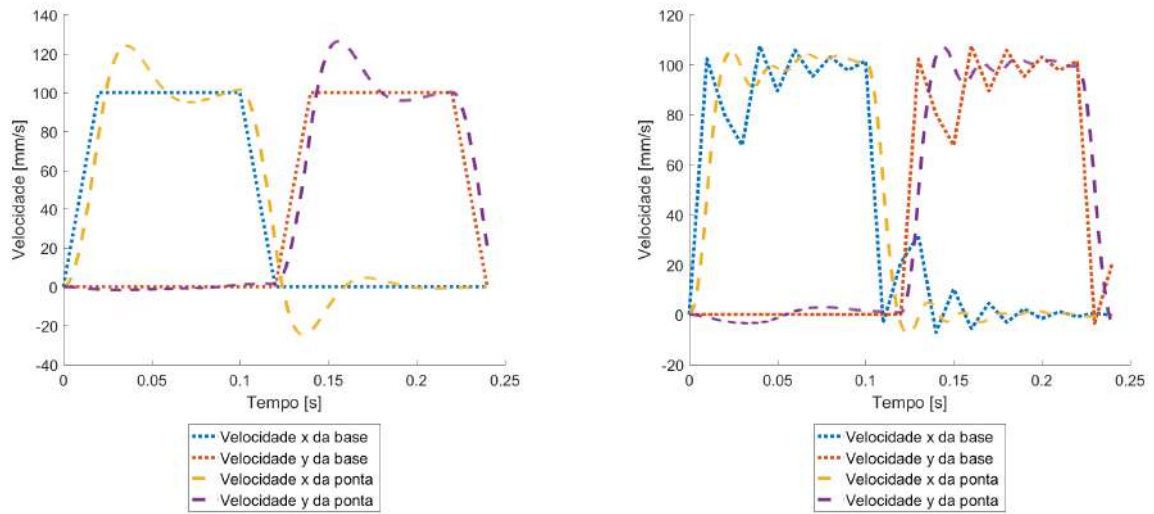 140
120
100
80
60
40
20
0
-20
-40
Velocidade [mm/s]
0
0.05
0.1
0.15
0.2
0.25
Tempo [s]
Velocidade x da base
Velocidade y da base
Velocidade x da ponta
Velocidade y da ponta
120
100
80
60
40
20
0
-20
Velocidade [mm/s]
0
0.05
0.1
0.15
0.2
0.25
Tempo [s]
Velocidade x da base
Velocidade y da base
Velocidade x da ponta
Velocidade y da ponta